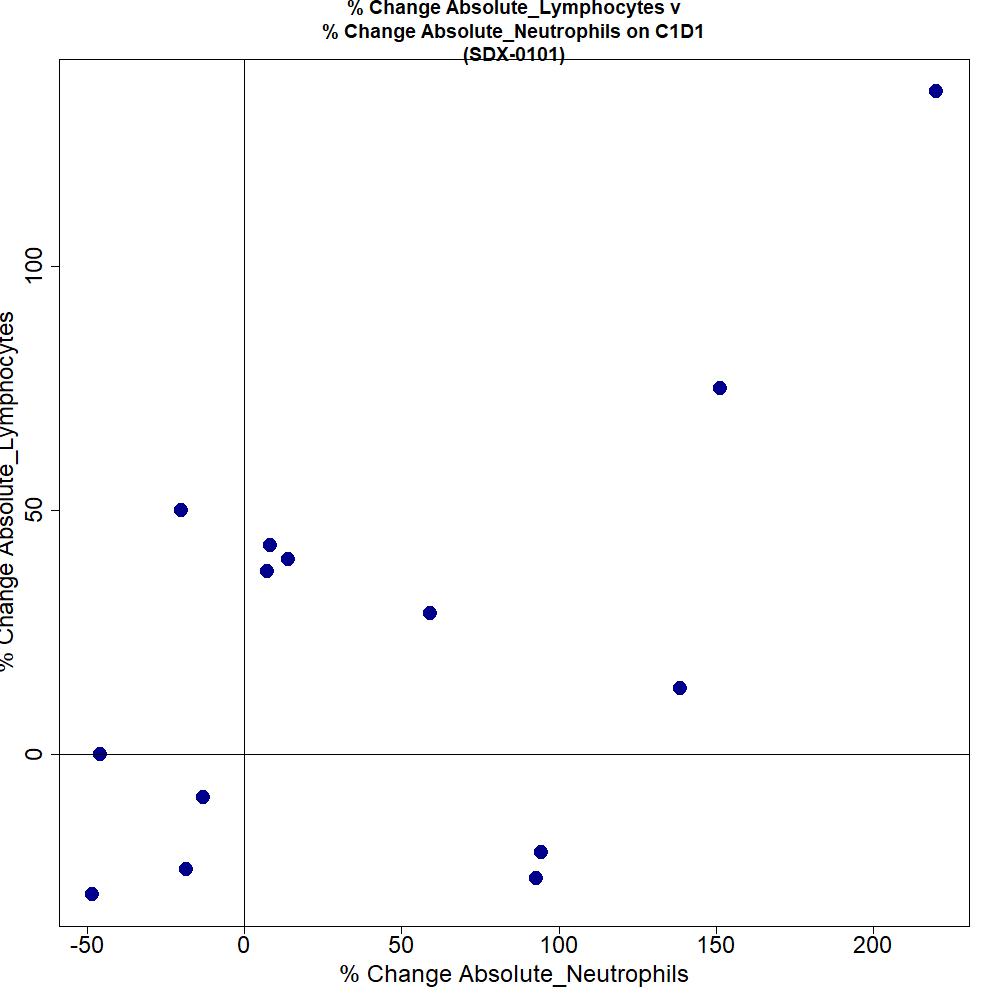 % Change Absolute_Lymphocytes v
% Change Absolute_Neutrophils on C1D1
(SDX-0101)
% Change Absolute_Lymphocytes
100
50
0
-50 0 50 100 150 200
% Change Absolute_Neutrophils